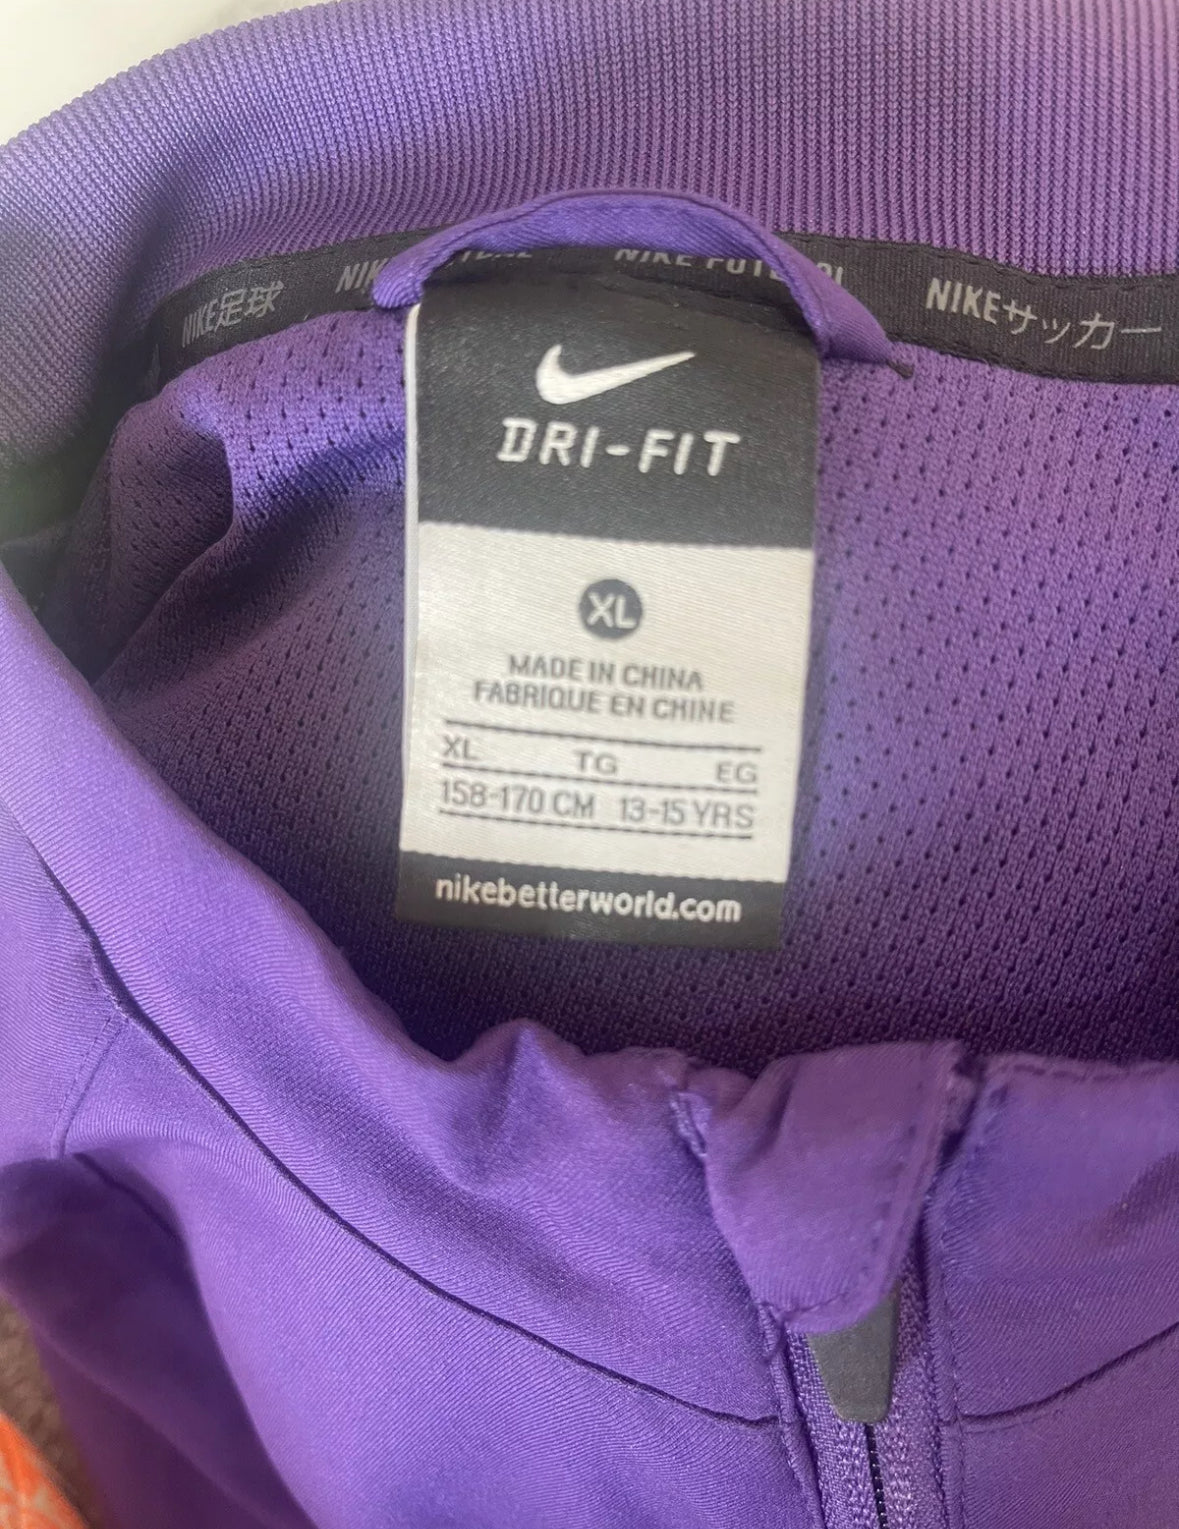 NIKE足球
NIKEサッカー
DRI-FIT
XL
MADE IN CHINA
FABRIQUE EN CHINE
XL TG EG
158-170 CM 13-15 YRS
nikebetterworld.com